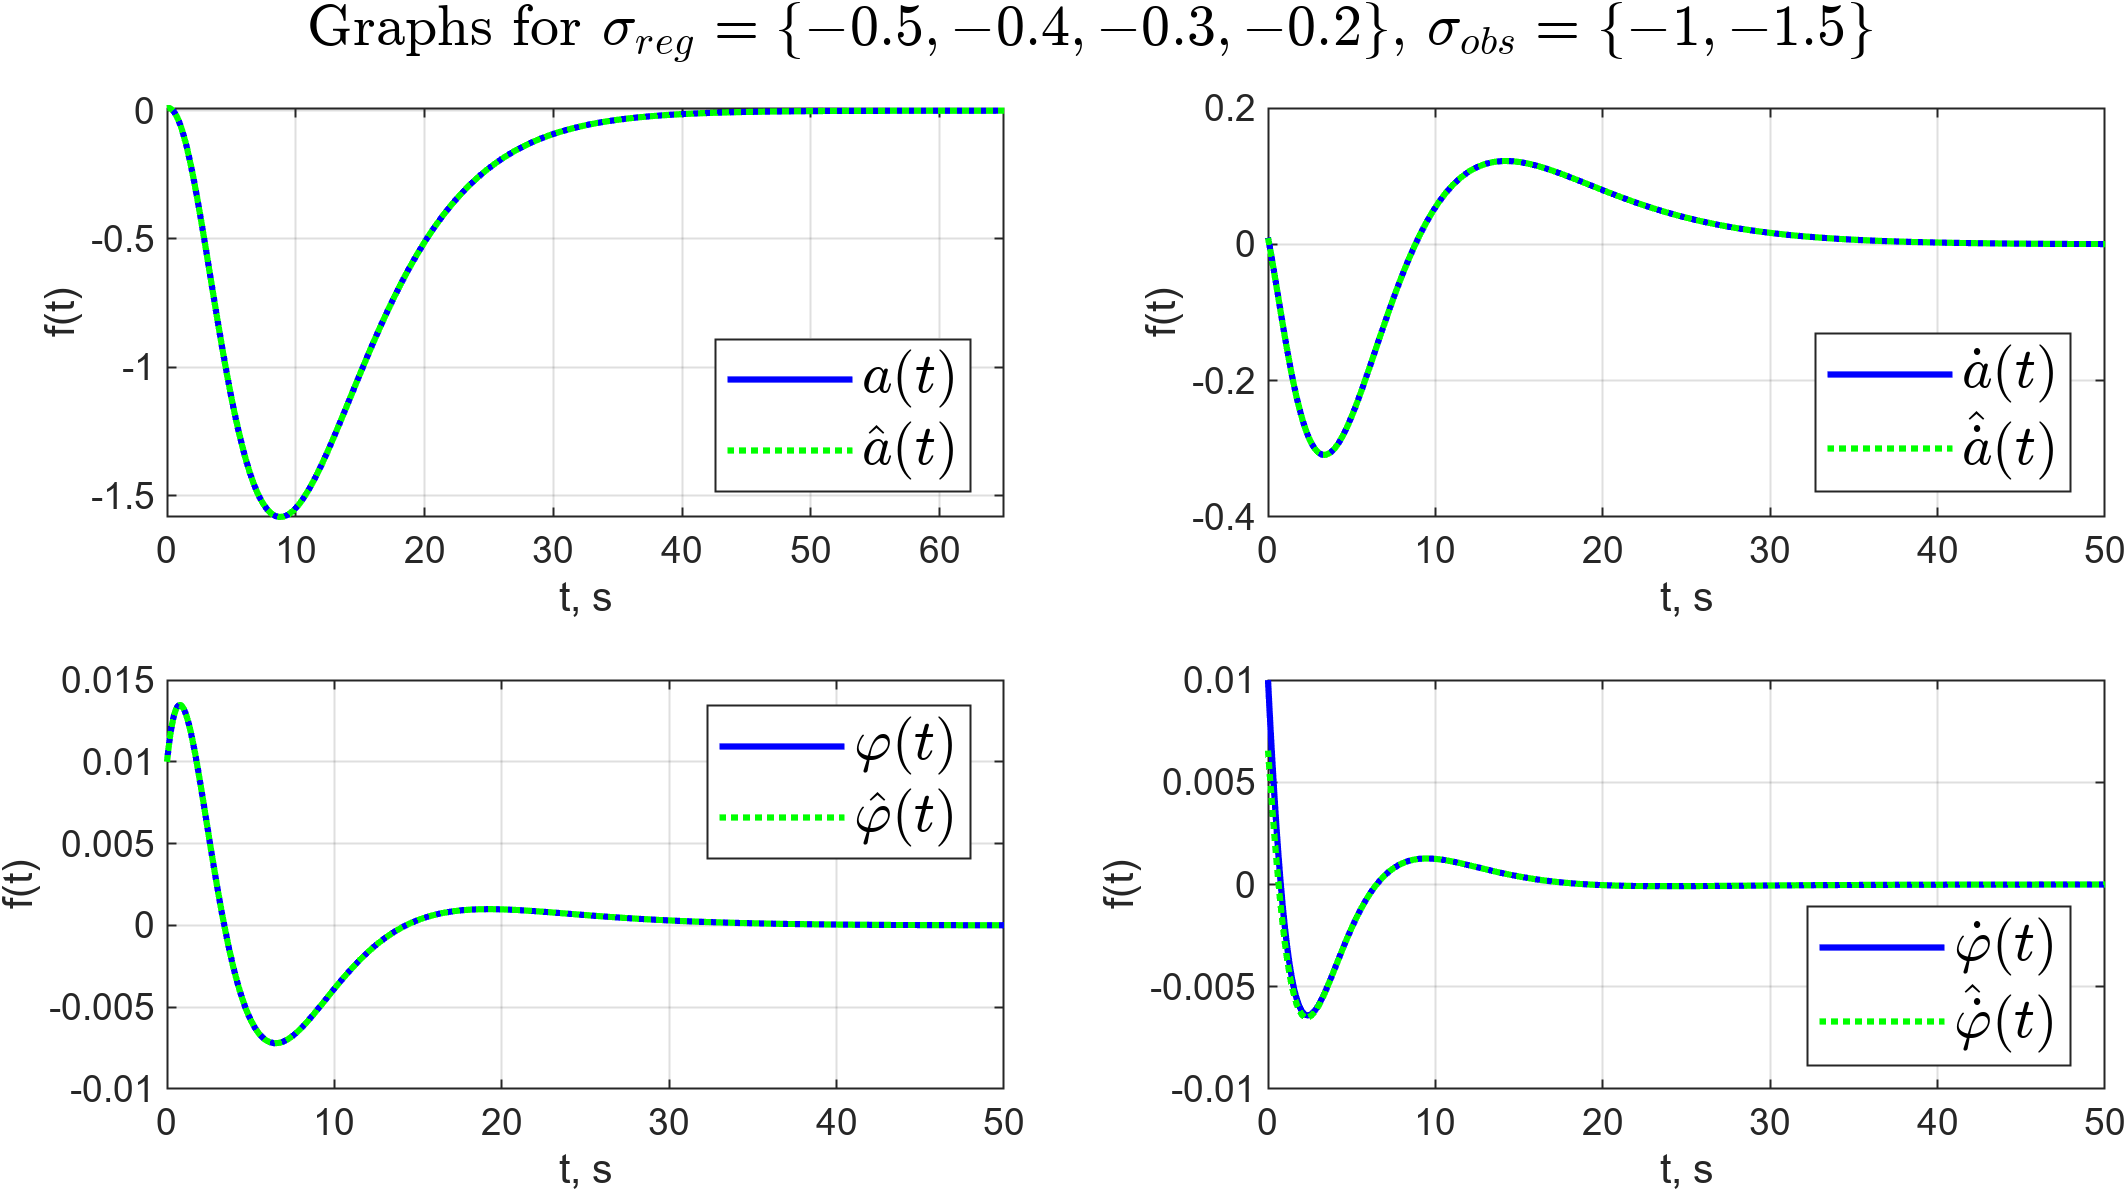 Graphs for σ_reg = {−0.5, −0.4, −0.3, −0.2}, σ_obs = {−1, −1.5}
0
-0.5
-1
-1.5
f(t)
a(t)
â(t)
0 10 20 30 40 50 60
t, s
0.2
0
-0.2
-0.4
f(t)
ȧ(t)
ȧ̂(t)
0 10 20 30 40 50
t, s
0.015
0.01
0.005
0
-0.005
-0.01
f(t)
φ(t)
φ̂(t)
0 10 20 30 40 50
t, s
0.01
0.005
0
-0.005
-0.01
f(t)
φ̇(t)
φ̇̂(t)
0 10 20 30 40 50
t, s